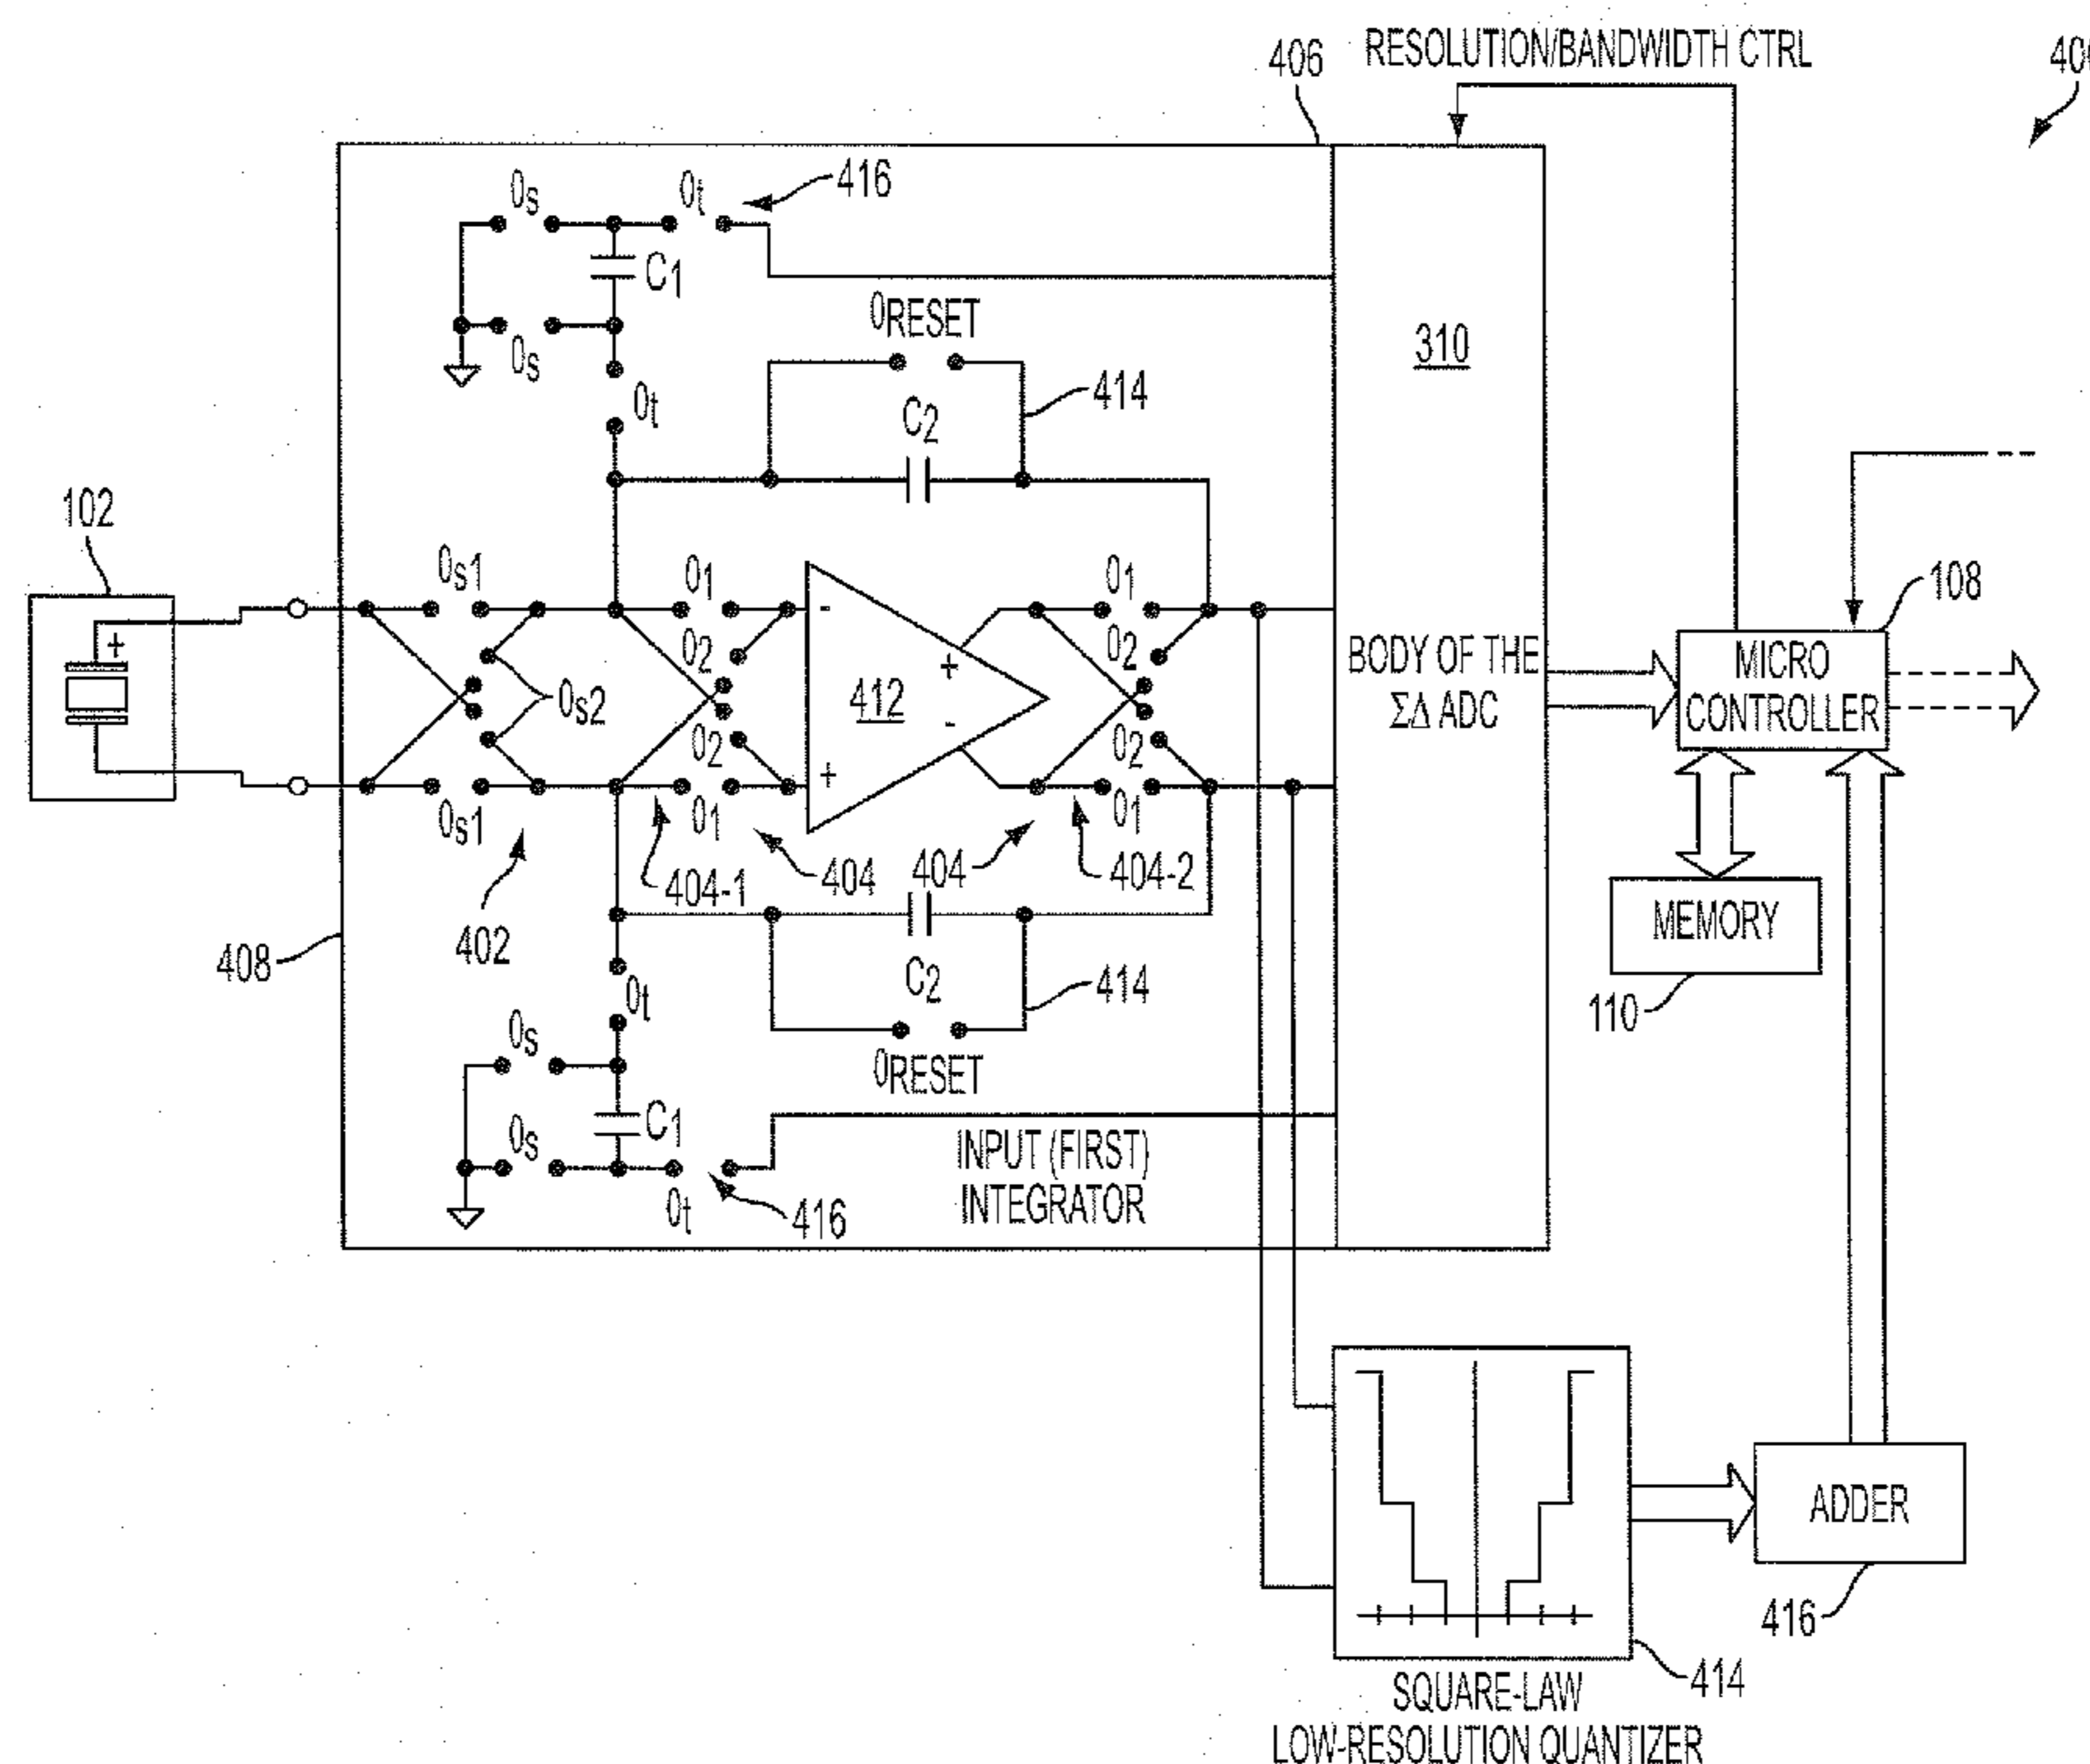 RESOLUTION/BANDWIDTH CTRL
406
0s
0t
416
C1
0s
0t
0RESET
C2
414
310
102
+
0s1
0s2
0s1
402
01
02
02
01
404-1
404
-
+
412
+
-
01
02
02
01
404
404-2
BODY OF THE
ΣΔ ADC
108
MICRO
CONTROLLER
MEMORY
110
408
0t
0s
C1
0s
0t
416
C2
414
0RESET
INPUT (FIRST)
INTEGRATOR
ADDER
416
414
SQUARE-LAW
LOW-RESOLUTION QUANTIZER